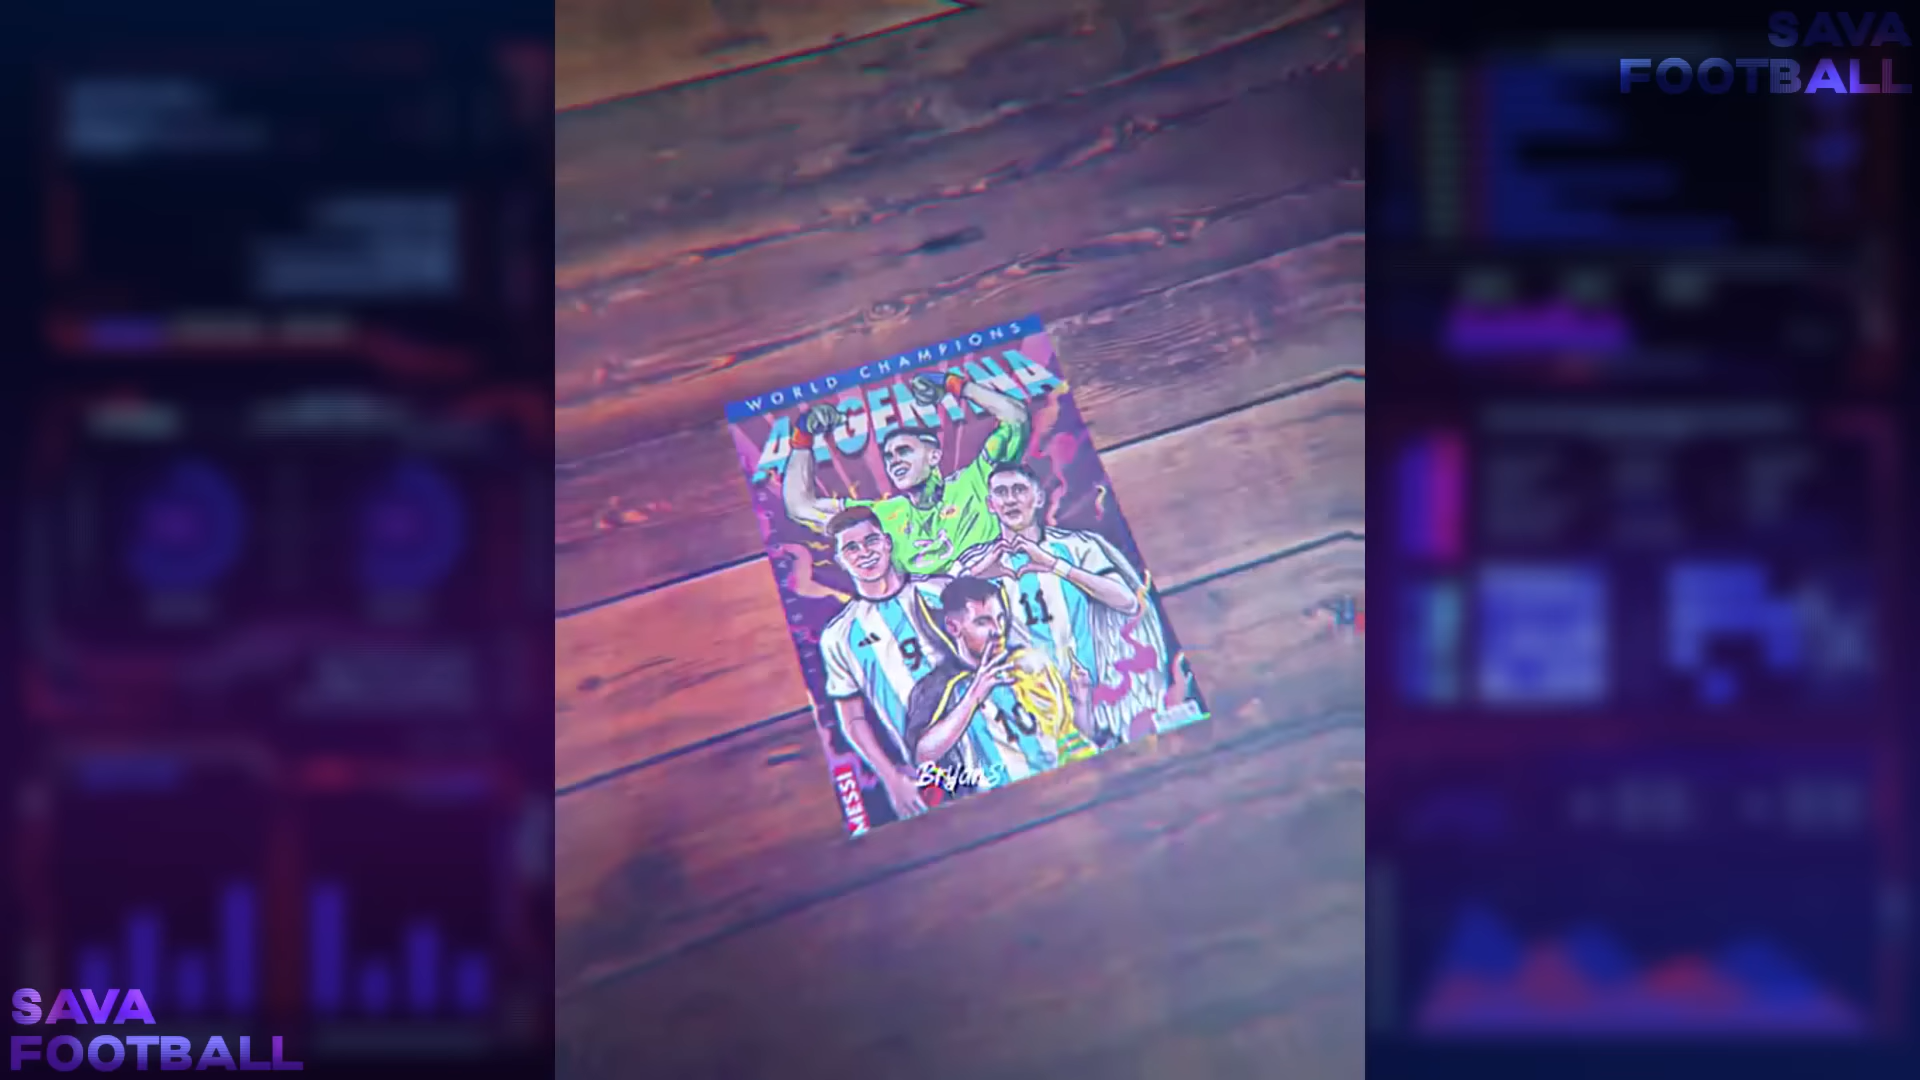 SAVA
FOOTBALL
WORLD CHAMPIONS
ARGENTINA
11
9
10
Bryans
MESSI
SAVA
FOOTBALL